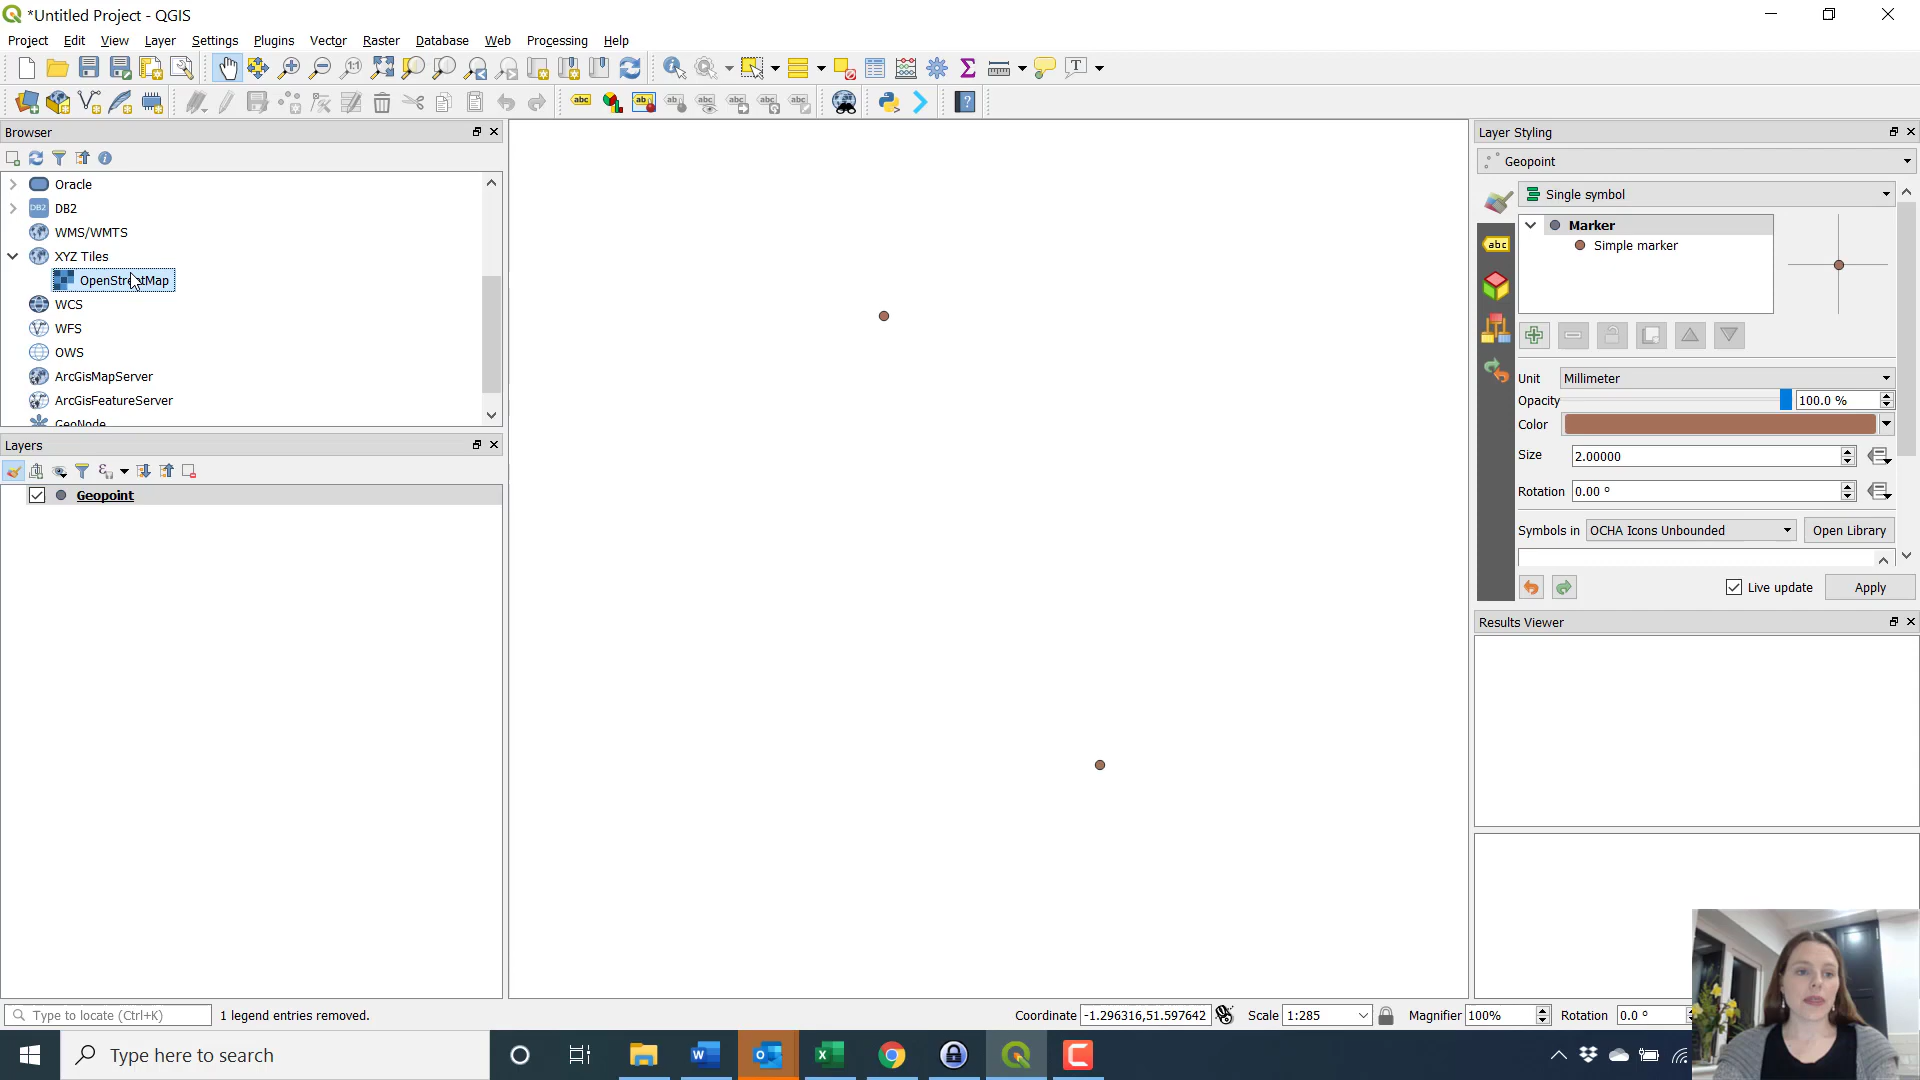 *Untitled Project - QGIS
Project Edit View Layer Settings Plugins Vector Raster Database Web Processing Help
Browser
Oracle
DB2
WMS/WMTS
XYZ Tiles
OpenStreetMap
WCS
WFS
OWS
ArcGisMapServer
ArcGisFeatureServer
GeoNode
Layers
Geopoint
Layer Styling
Geopoint
Single symbol
Marker
Simple marker
Unit Millimeter
Opacity 100.0 %
Color
Size 2.00000
Rotation 0.00 °
Symbols in OCHA Icons Unbounded Open Library
Live update Apply
Results Viewer
Type to locate (Ctrl+K) 1 legend entries removed. Coordinate -1.296316,51.597642 Scale 1:285 Magnifier 100% Rotation 0.0 °
Type here to search